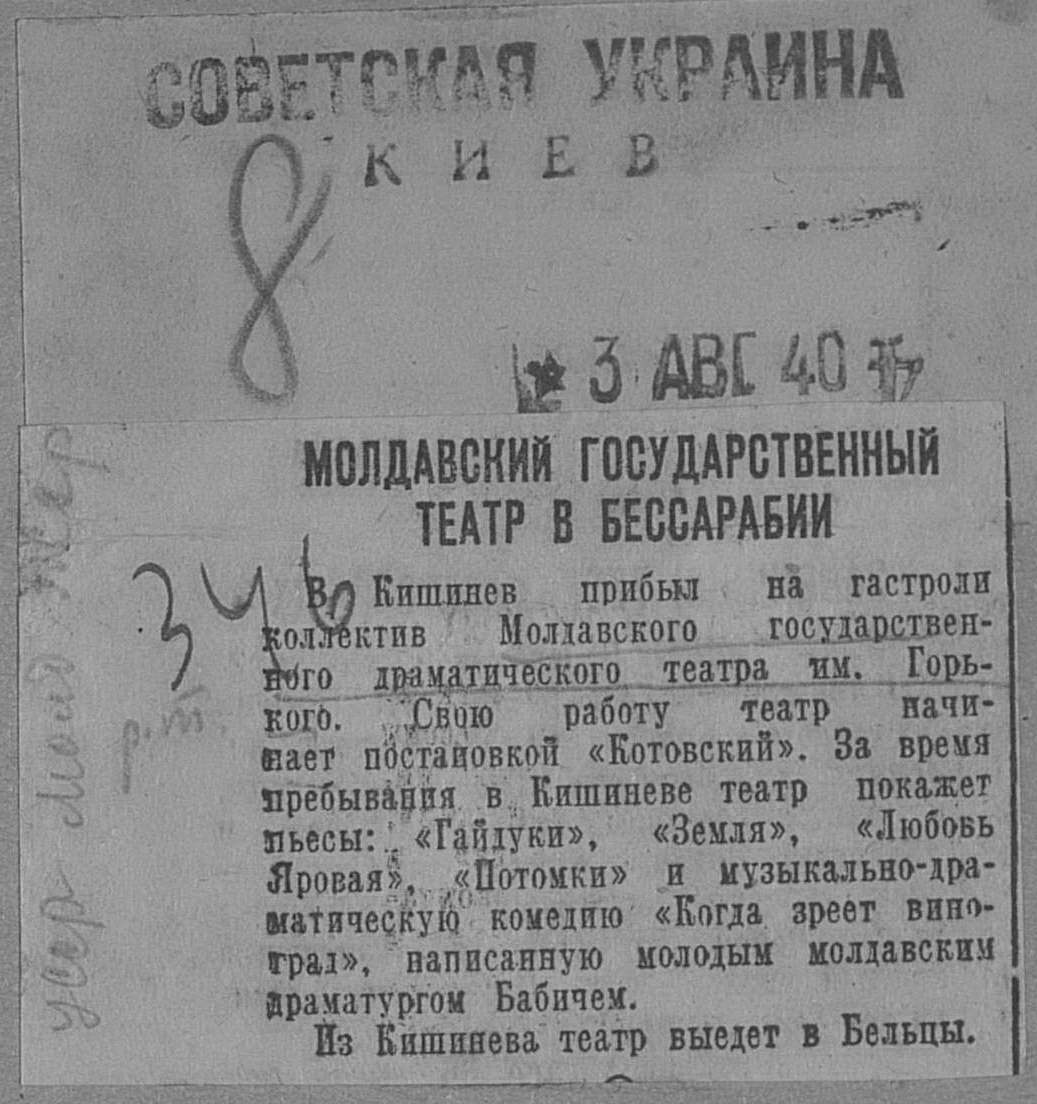 СОВЕТСКАЯ УКРАИНА
КИЕВ
8
3 АВГ 40
МОЛДАВСКИЙ ГОСУДАРСТВЕННЫЙ
ТЕАТР В БЕССАРАБИИ
346
В Кишинев прибыл на гастроли
коллектив Молдавского государствен-
ного драматического театра им. Горь-
кого. Свою работу театр начи-
нает постановкой «Котовский». За время
пребывания в Кишиневе театр покажет
пьесы: «Гайдуки», «Земля», «Любовь
Яровая», «Потомки» и музыкально-дра-
матическую комедию «Когда зреет вино-
град», написанную молодым молдавским
драматургом Бабичем.
Из Кишинева театр выедет в Бельцы.